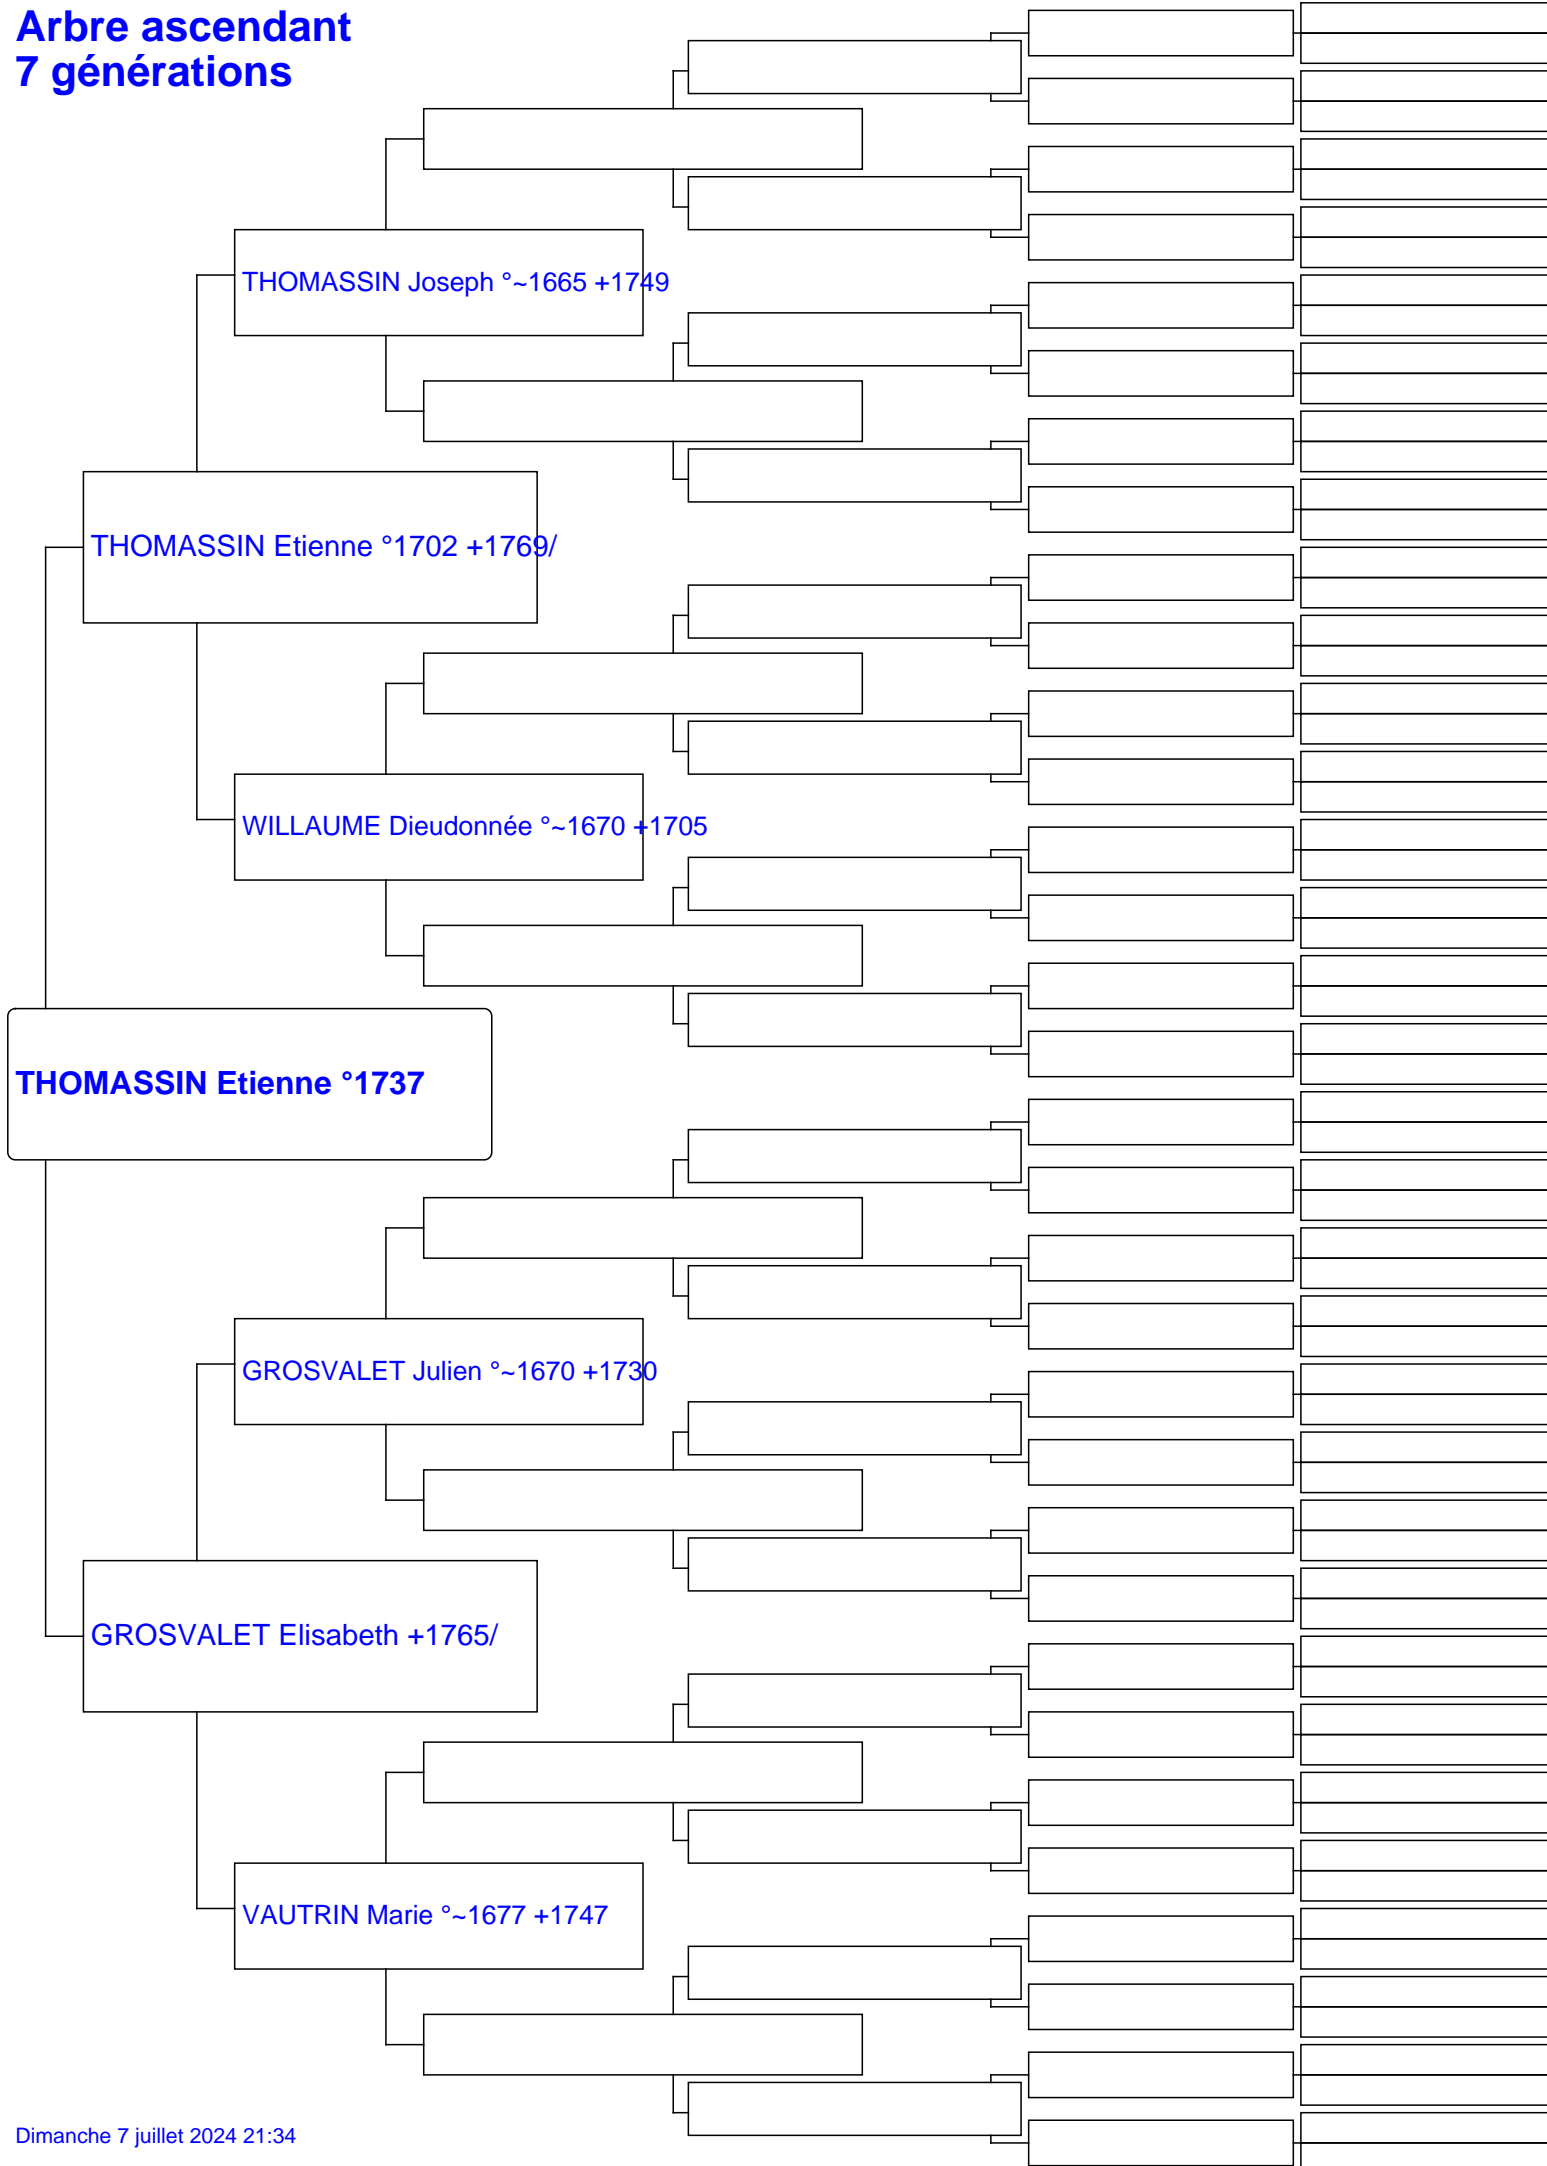 Arbre ascendant
7 générations
THOMASSIN Joseph °~1665 +1749
THOMASSIN Etienne °1702 +1769/
WILLAUME Dieudonnée °~1670 +1705
THOMASSIN Etienne °1737
GROSVALET Julien °~1670 +1730
GROSVALET Elisabeth +1765/
VAUTRIN Marie °~1677 +1747
Dimanche 7 juillet 2024 21:34